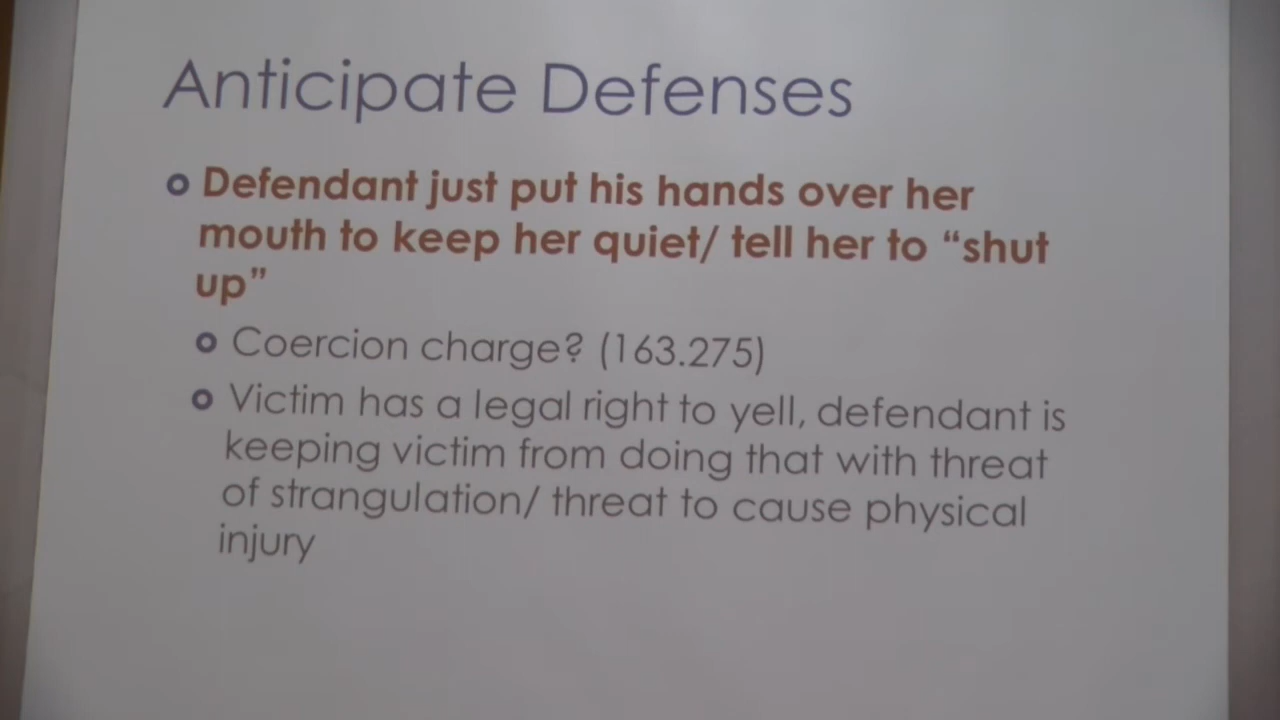 Anticipate Defenses
Defendant just put his hands over her
mouth to keep her quiet/ tell her to “shut
up”
Coercion charge? (163.275)
Victim has a legal right to yell, defendant is
keeping victim from doing that with threat
of strangulation/ threat to cause physical
injury